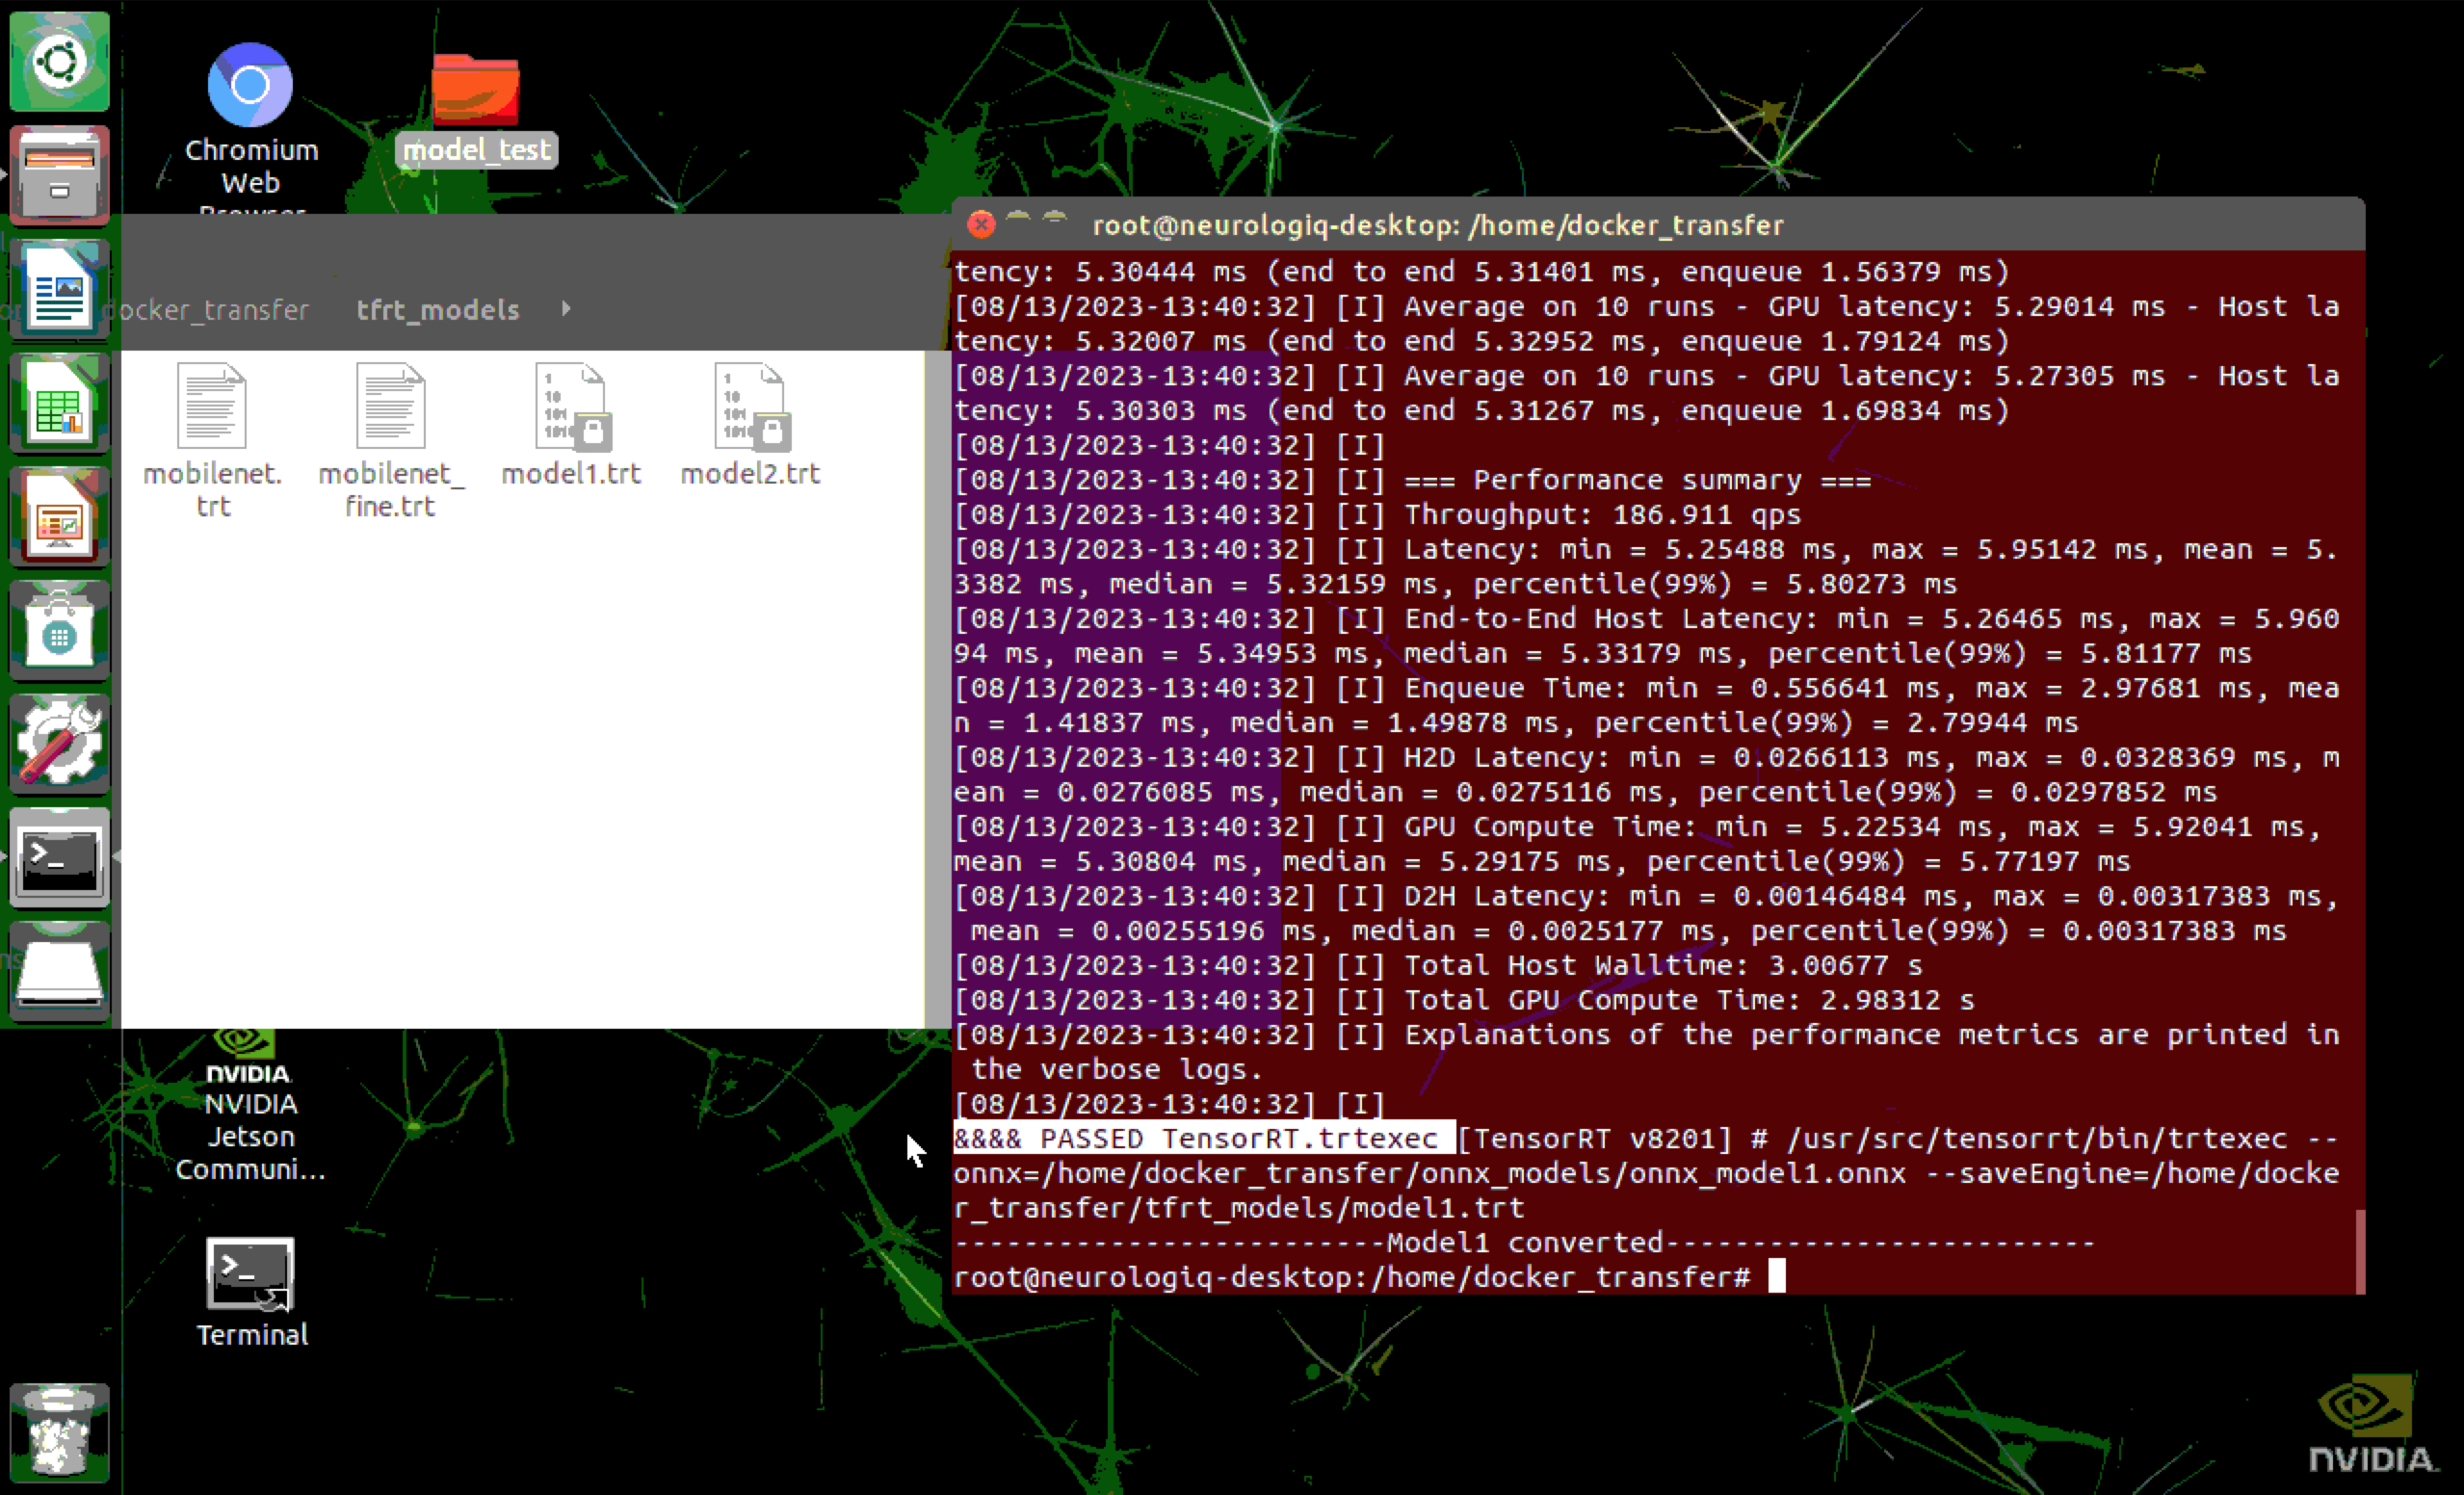 Chromium
Web
Browser
model_test
docker_transfer
tfrt_models
mobilenet.
trt
mobilenet_
fine.trt
model1.trt
model2.trt
root@neurologiq-desktop: /home/docker_transfer
tency: 5.30444 ms (end to end 5.31401 ms, enqueue 1.56379 ms)
[08/13/2023-13:40:32] [I] Average on 10 runs - GPU latency: 5.29014 ms - Host la
tency: 5.32007 ms (end to end 5.32952 ms, enqueue 1.79124 ms)
[08/13/2023-13:40:32] [I] Average on 10 runs - GPU latency: 5.27305 ms - Host la
tency: 5.30303 ms (end to end 5.31267 ms, enqueue 1.69834 ms)
[08/13/2023-13:40:32] [I]
[08/13/2023-13:40:32] [I] === Performance summary ===
[08/13/2023-13:40:32] [I] Throughput: 186.911 qps
[08/13/2023-13:40:32] [I] Latency: min = 5.25488 ms, max = 5.95142 ms, mean = 5.
3382 ms, median = 5.32159 ms, percentile(99%) = 5.80273 ms
[08/13/2023-13:40:32] [I] End-to-End Host Latency: min = 5.26465 ms, max = 5.960
94 ms, mean = 5.34953 ms, median = 5.33179 ms, percentile(99%) = 5.81177 ms
[08/13/2023-13:40:32] [I] Enqueue Time: min = 0.556641 ms, max = 2.97681 ms, mea
n = 1.41837 ms, median = 1.49878 ms, percentile(99%) = 2.79944 ms
[08/13/2023-13:40:32] [I] H2D Latency: min = 0.0266113 ms, max = 0.0328369 ms, m
ean = 0.0276085 ms, median = 0.0275116 ms, percentile(99%) = 0.0297852 ms
[08/13/2023-13:40:32] [I] GPU Compute Time: min = 5.22534 ms, max = 5.92041 ms,
mean = 5.30804 ms, median = 5.29175 ms, percentile(99%) = 5.77197 ms
[08/13/2023-13:40:32] [I] D2H Latency: min = 0.00146484 ms, max = 0.00317383 ms,
mean = 0.00255196 ms, median = 0.0025177 ms, percentile(99%) = 0.00317383 ms
[08/13/2023-13:40:32] [I] Total Host Walltime: 3.00677 s
[08/13/2023-13:40:32] [I] Total GPU Compute Time: 2.98312 s
[08/13/2023-13:40:32] [I] Explanations of the performance metrics are printed in
the verbose logs.
[08/13/2023-13:40:32] [I]
&&&& PASSED TensorRT.trtexec [TensorRT v8201] # /usr/src/tensorrt/bin/trtexec --
onnx=/home/docker_transfer/onnx_models/onnx_model1.onnx --saveEngine=/home/docke
r_transfer/tfrt_models/model1.trt
-------------------------Model1 converted-------------------------
root@neurologiq-desktop:/home/docker_transfer#
NVIDIA
NVIDIA
Jetson
Communi...
Terminal
NVIDIA